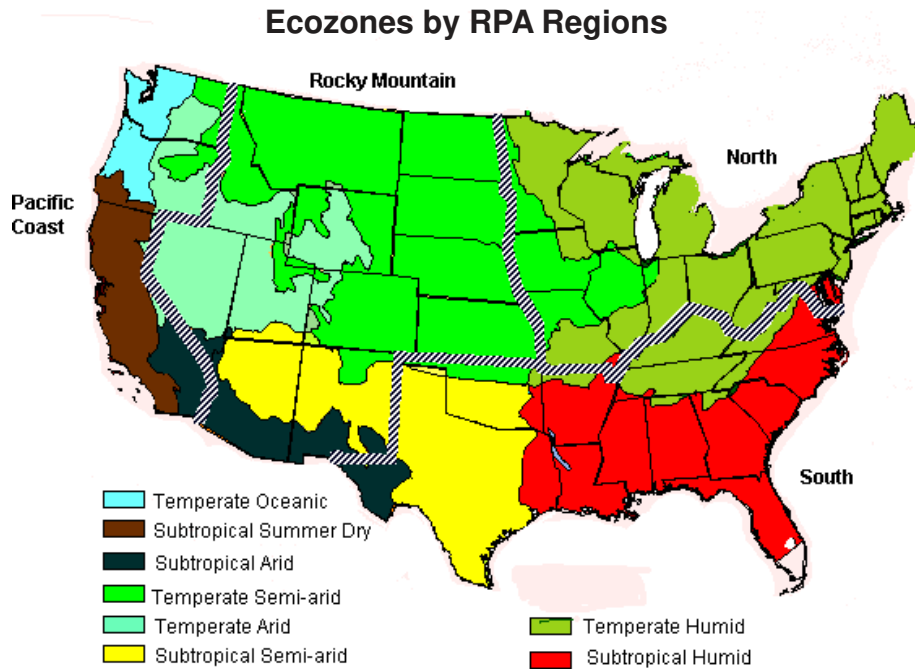 Ecozones by RPA Regions
Rocky Mountain
North
Pacific
Coast
South
Temperate Oceanic
Subtropical Summer Dry
Subtropical Arid
Temperate Semi-arid
Temperate Arid
Subtropical Semi-arid
Temperate Humid
Subtropical Humid